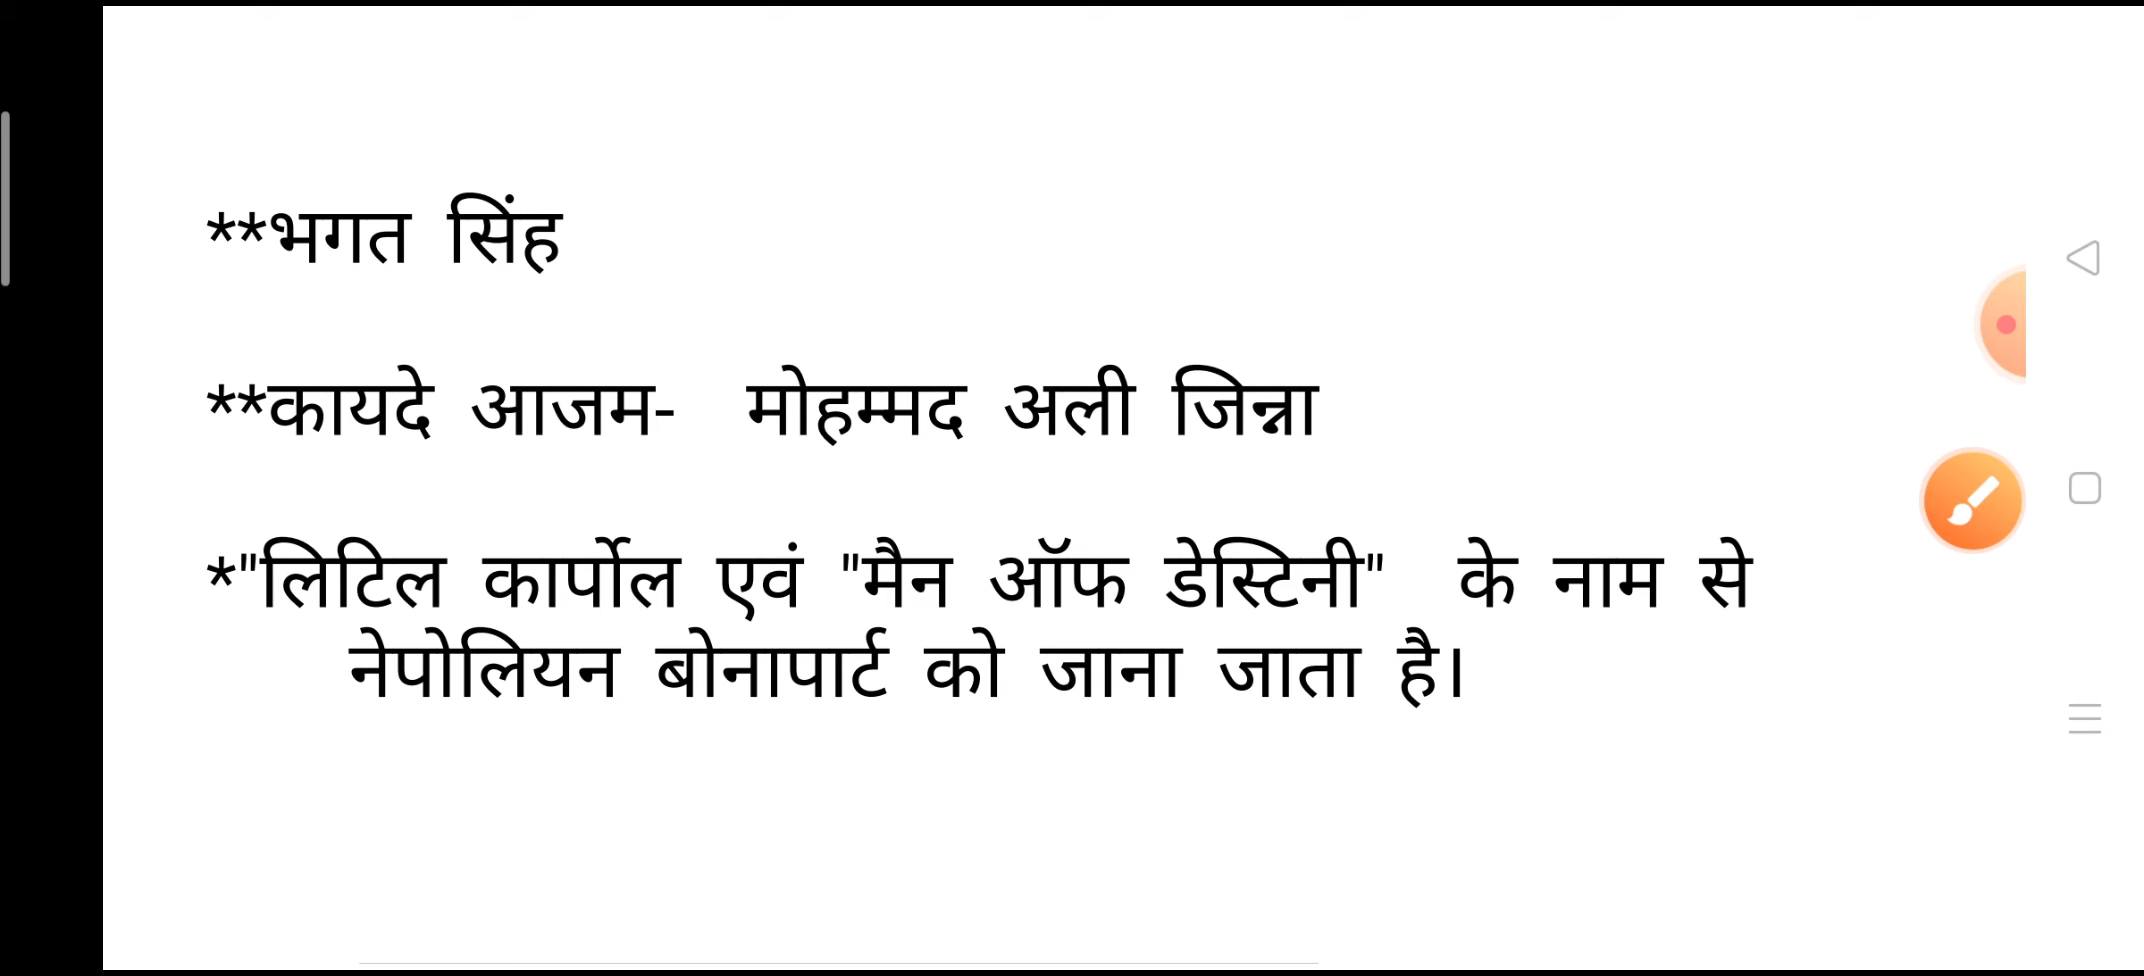 **भगत सिंह
**कायदे आजम- मोहम्मद अली जिन्ना
*"लिटिल कार्पोल एवं "मैन ऑफ डेस्टिनी" के नाम से
नेपोलियन बोनापार्ट को जाना जाता है।